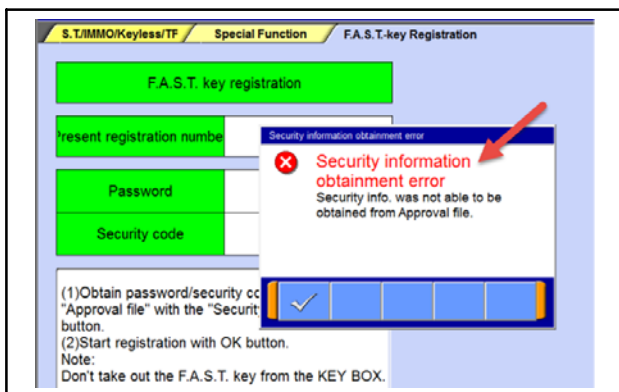 S.T./IMMO/Keyless/TF
Special Function
F.A.S.T.-key Registration
F.A.S.T. key registration
Present registration numbe
Password
Security code
Security information obtainment error
Security information
obtainment error
Security info. was not able to be
obtained from Approval file.
(1)Obtain password/security co
"Approval file" with the "Securit
button.
(2)Start registration with OK button.
Note:
Don't take out the F.A.S.T. key from the KEY BOX.